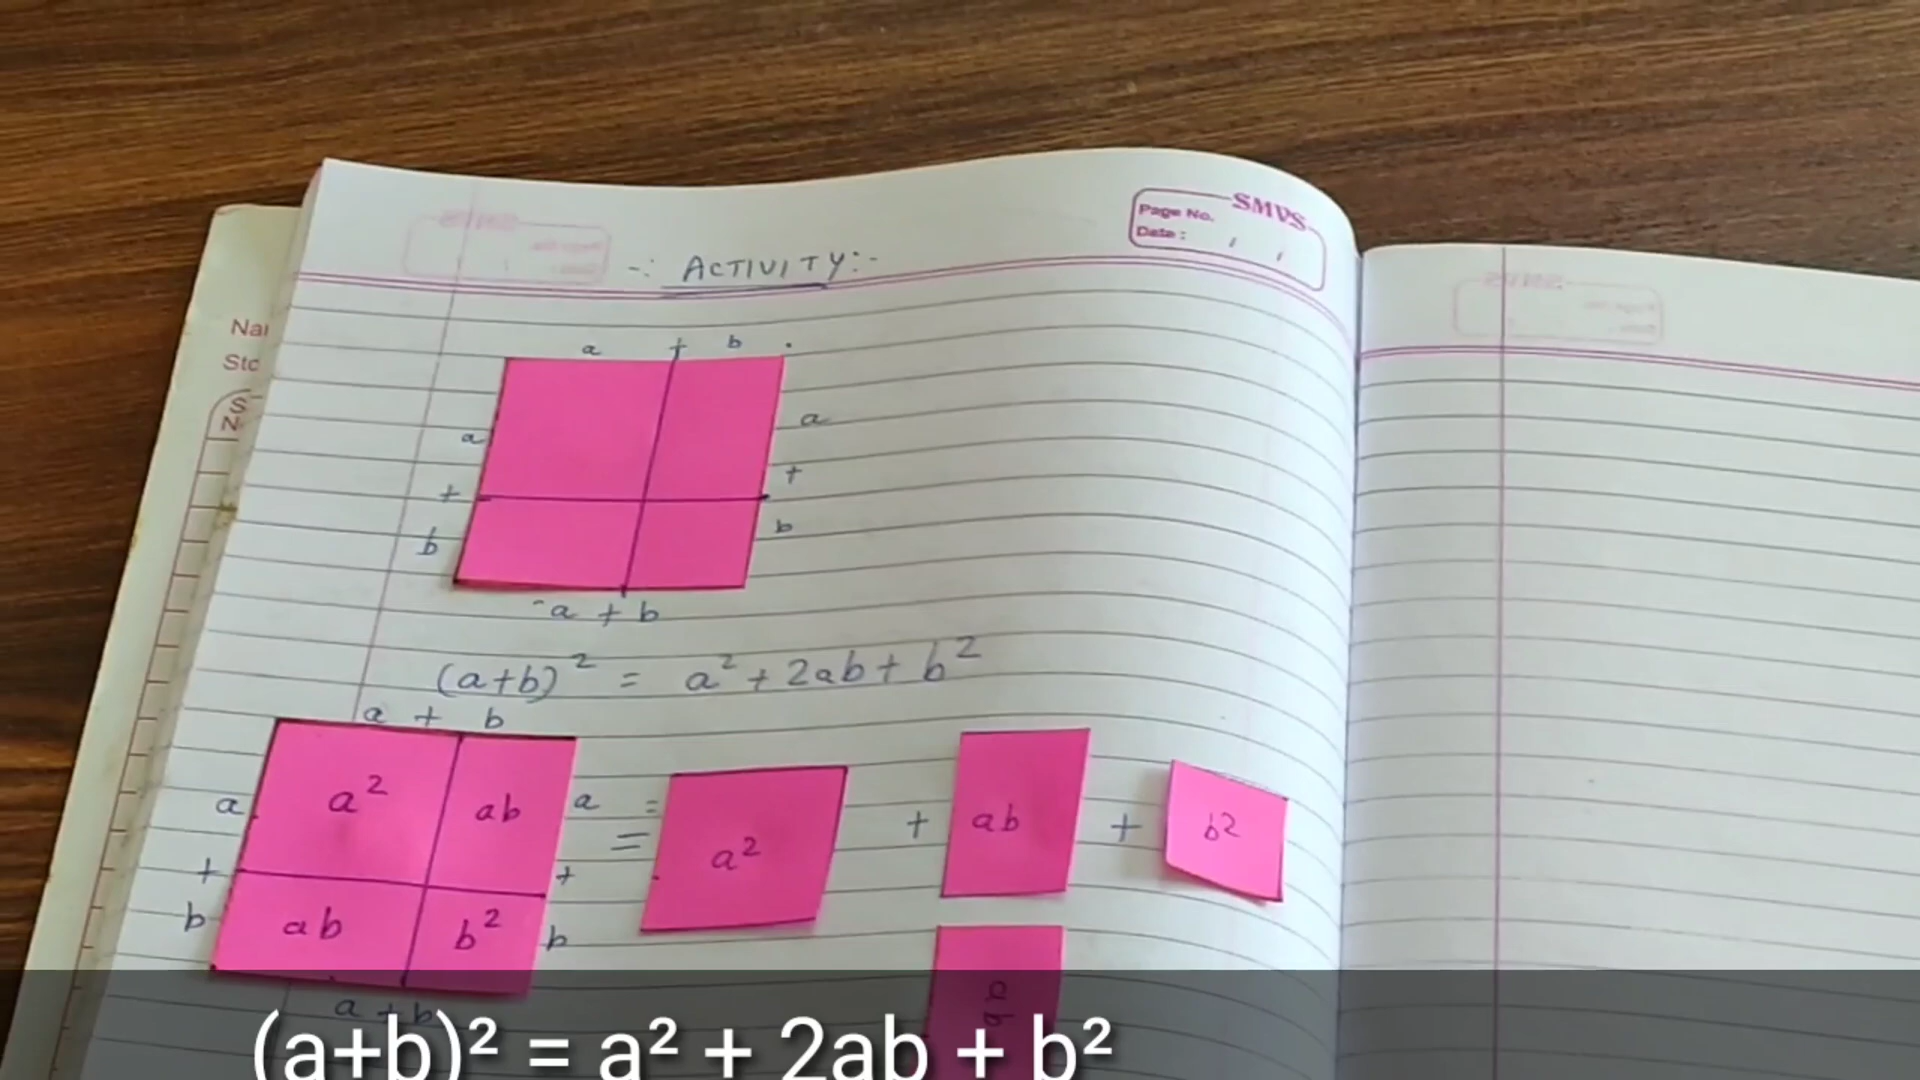 SMVS
Page No.
Date : / /
-: ACTIVITY:-
a + b
a
a
+
+
b
b
a + b
(a+b)² = a² + 2ab + b²
a + b
a
a² ab
a
=
= a² + ab + b²
+
+
b
ab b²
b
ab
a + b
(a+b)² = a² + 2ab + b²